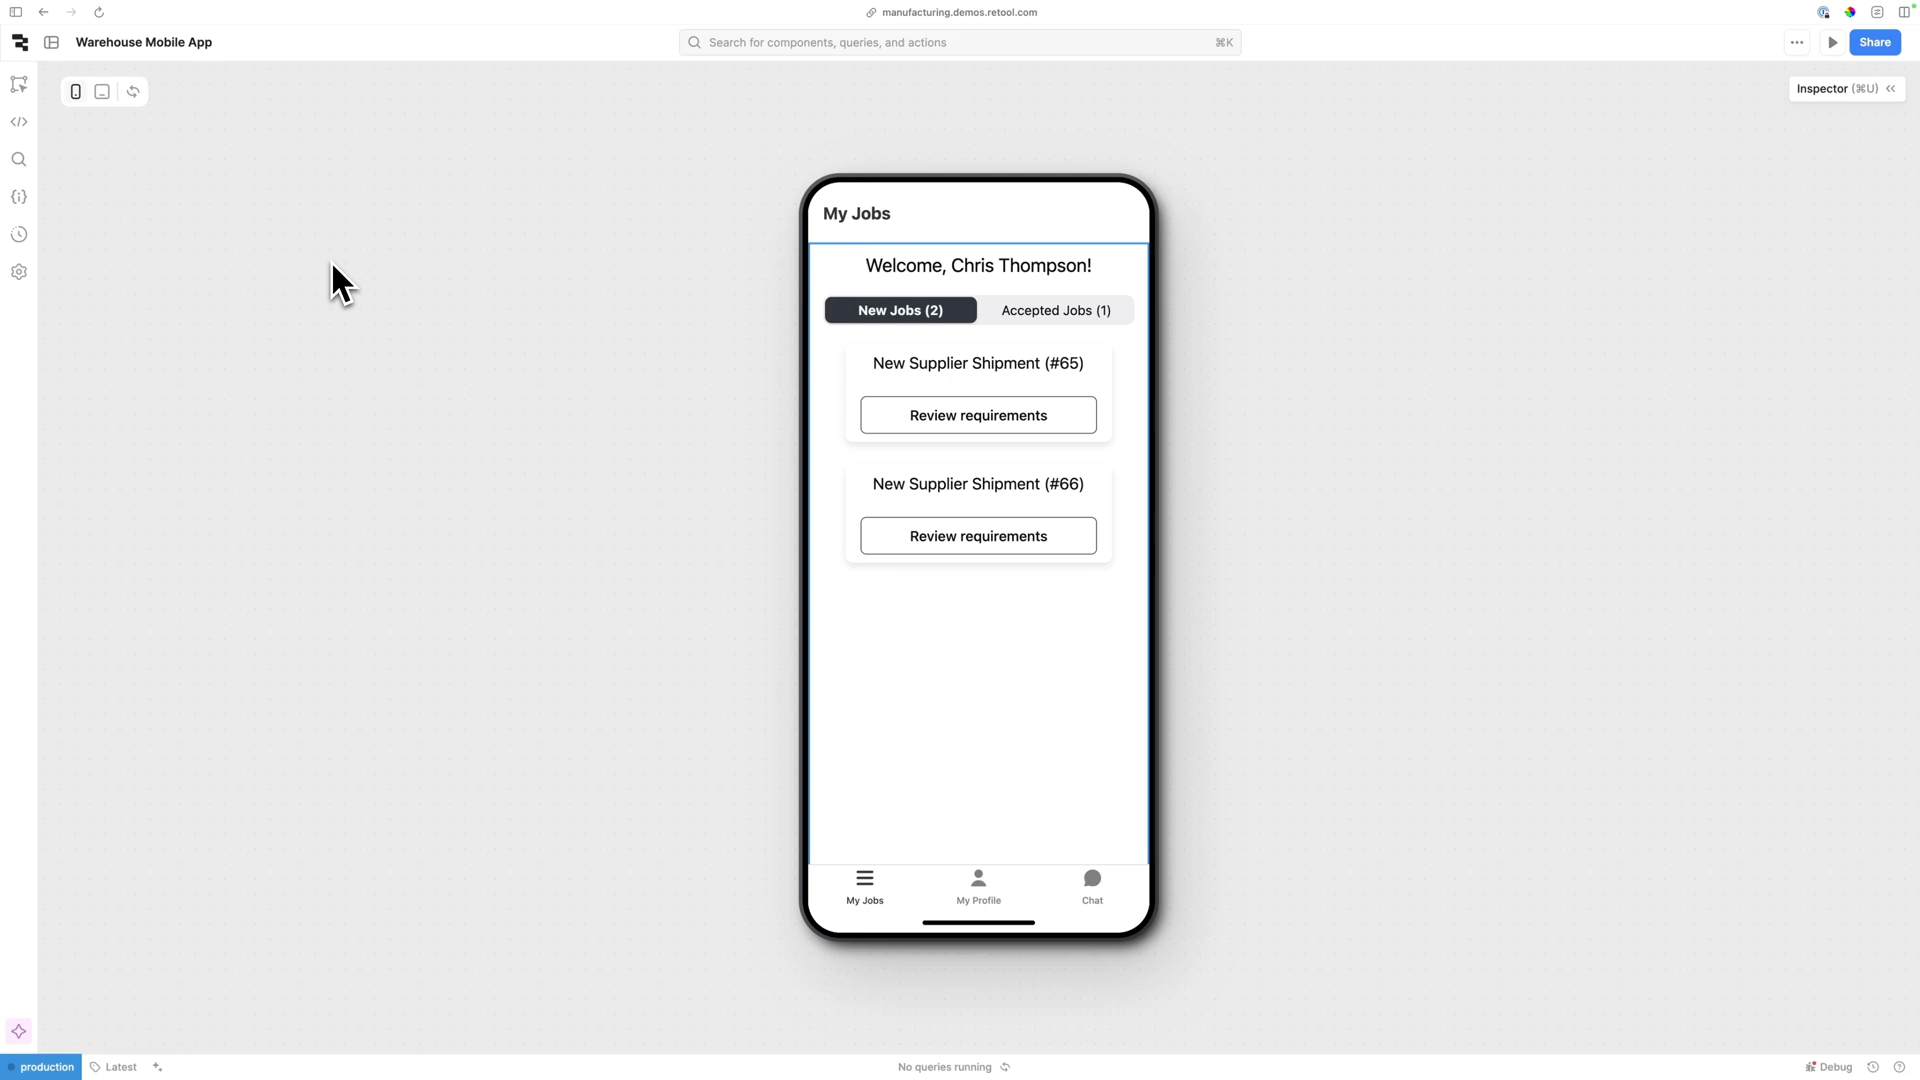 manufacturing.demos.retool.com
Warehouse Mobile App
Search for components, queries, and actions
⌘K
Share
Inspector (⌘U)
My Jobs
Welcome, Chris Thompson!
New Jobs (2)
Accepted Jobs (1)
New Supplier Shipment (#65)
Review requirements
New Supplier Shipment (#66)
Review requirements
My Jobs
My Profile
Chat
production
Latest
No queries running
Debug